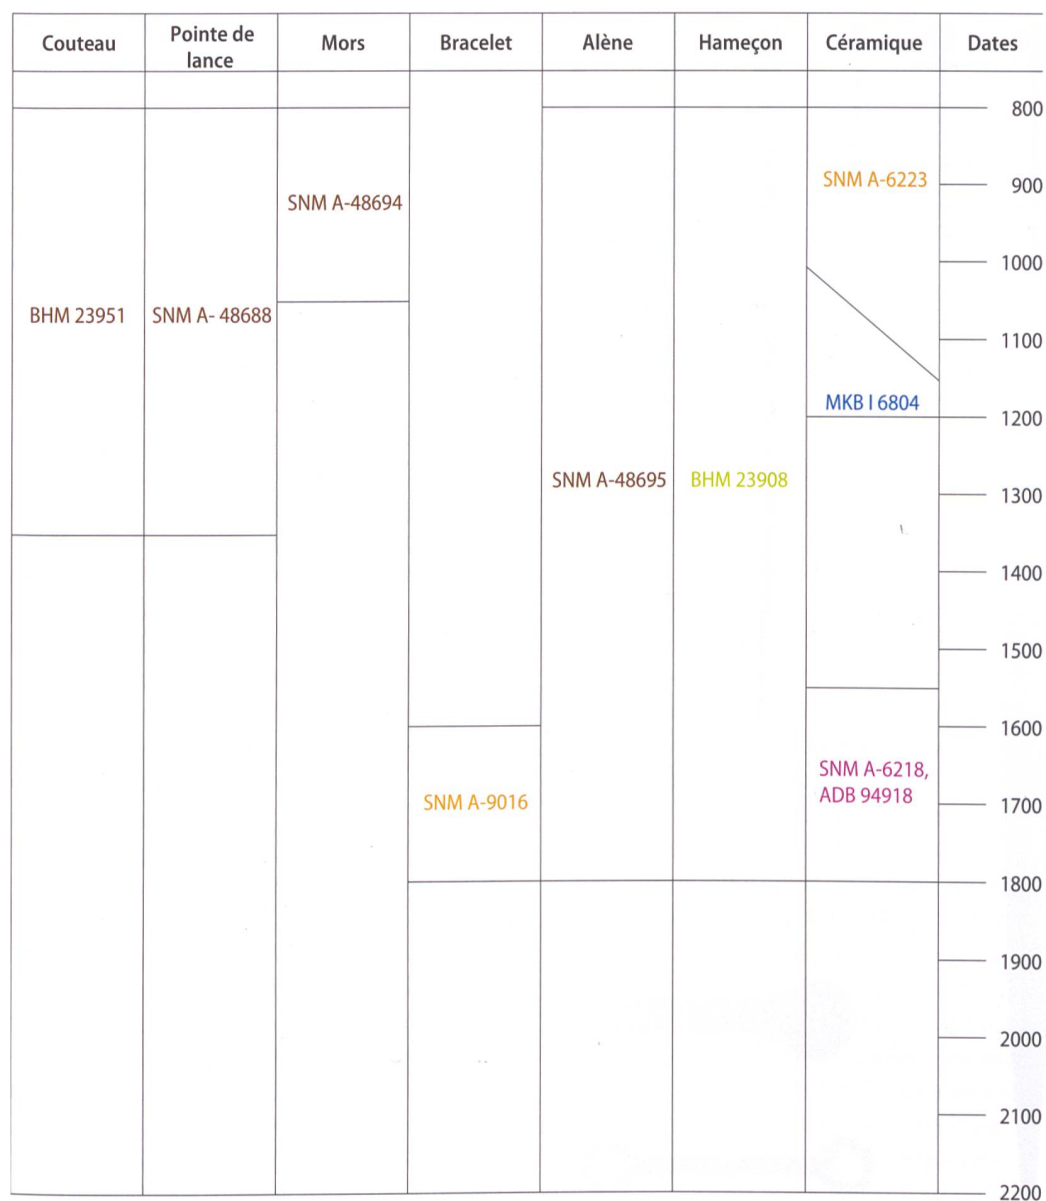 Couteau
Pointe de
lance
Mors
Bracelet
Alène
Hameçon
Céramique
Dates
800
SNM A-6223
900
SNM A-48694
1000
BHM 23951
SNM A- 48688
1100
MKB I 6804
1200
SNM A-48695
BHM 23908
1300
1400
1500
1600
SNM A-6218,
ADB 94918
SNM A-9016
1700
1800
1900
2000
2100
2200